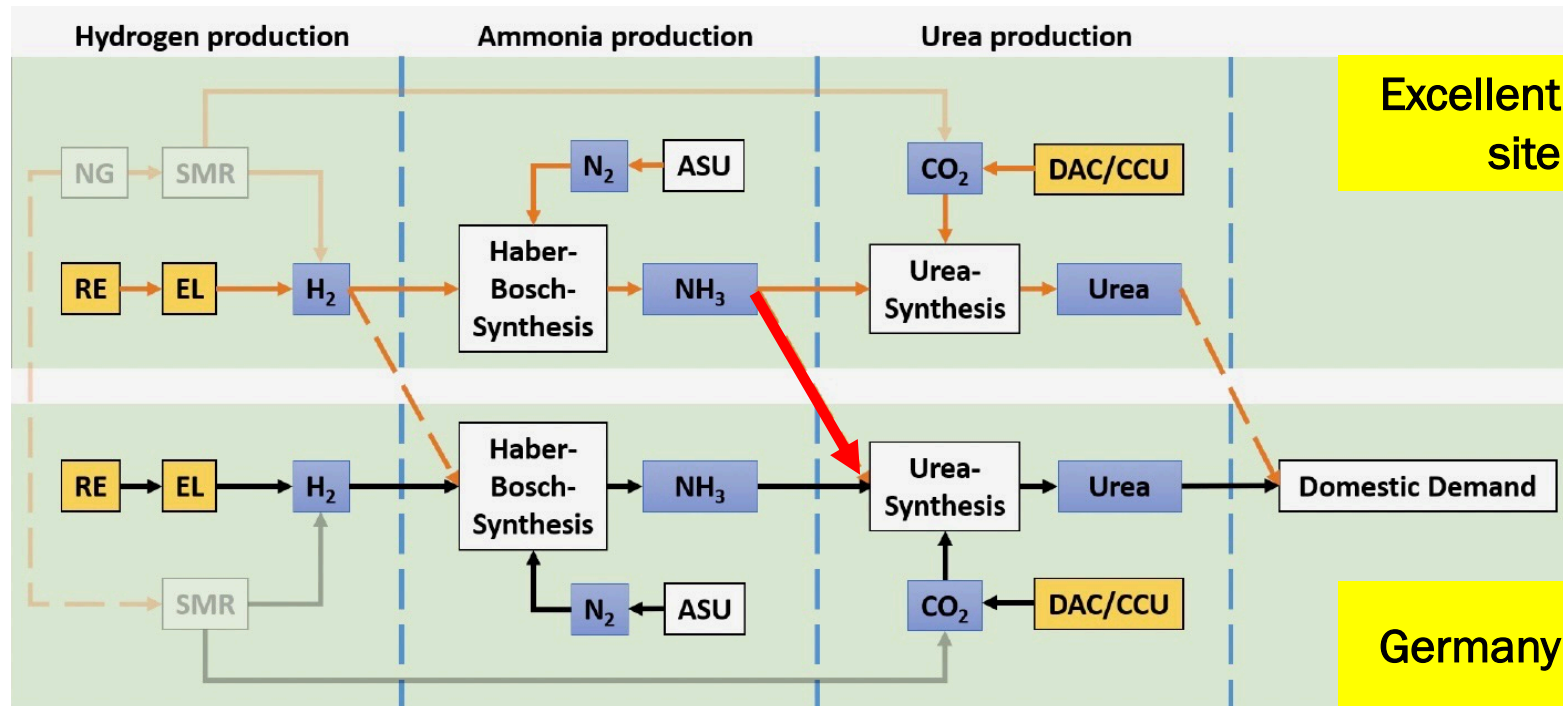 Hydrogen production
Ammonia production
Urea production
Excellent
site
NG
SMR
N₂
ASU
CO₂
DAC/CCU
RE
EL
H₂
Haber-
Bosch-
Synthesis
NH₃
Urea-
Synthesis
Urea
RE
EL
H₂
Haber-
Bosch-
Synthesis
NH₃
Urea-
Synthesis
Urea
Domestic Demand
SMR
N₂
ASU
CO₂
DAC/CCU
Germany